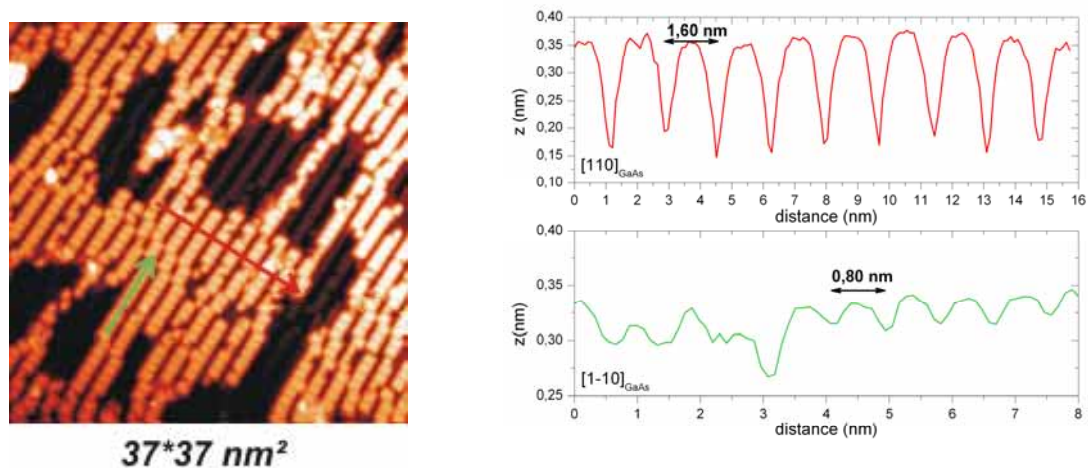 37*37 nm²
0,40
0,35
0,30
0,25
0,20
0,15
0,10
z (nm)
1,60 nm
[110]GaAs
0 1 2 3 4 5 6 7 8 9 10 11 12 13 14 15 16
distance (nm)
0,40
0,35
0,30
0,25
z(nm)
0,80 nm
[1-10]GaAs
0 1 2 3 4 5 6 7 8
distance (nm)